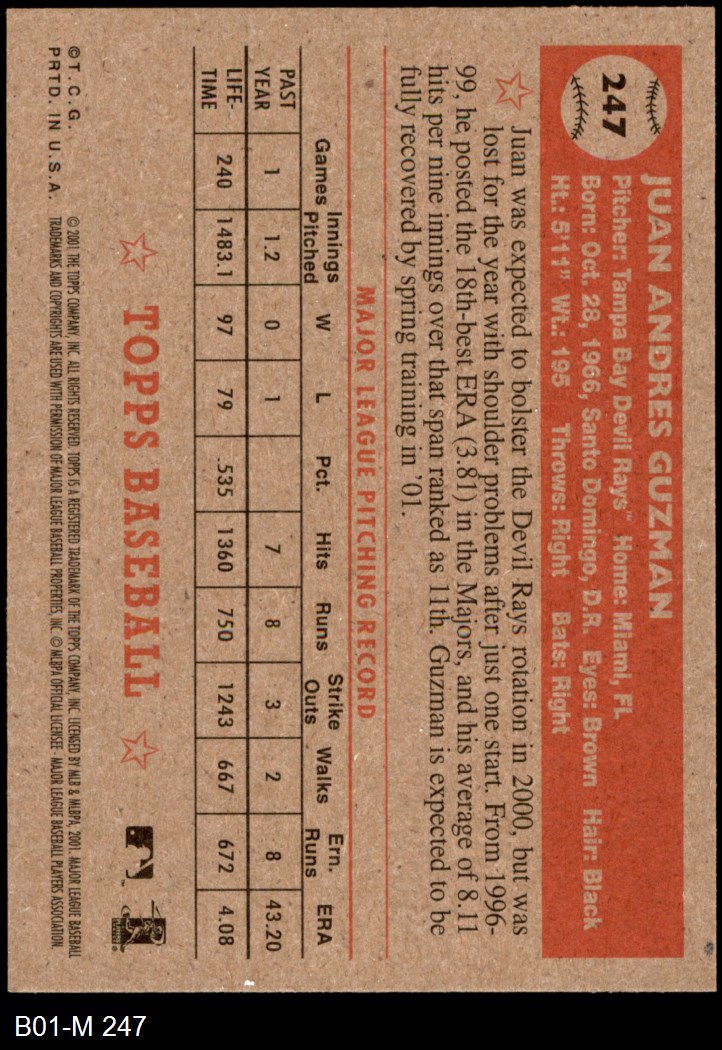 247
JUAN ANDRES GUZMAN
Pitcher: Tampa Bay Devil Rays™ Home: Miami, FL
Born: Oct. 28, 1966, Santo Domingo, D.R. Eyes: Brown Hair: Black
Ht.: 5'11" Wt.: 195 Throws: Right Bats: Right
Juan was expected to bolster the Devil Rays rotation in 2000, but was
lost for the year with shoulder problems after just one start. From 1996-
99, he posted the 18th-best ERA (3.81) in the Majors, and his average of 8.11
hits per nine innings over that span ranked as 11th. Guzman is expected to be
fully recovered by spring training in '01.
MAJOR LEAGUE PITCHING RECORD
Games Innings Pitched W L Pct. Hits Runs Strike Outs Walks Ern. Runs ERA
PAST YEAR 1 1.2 0 1 7 8 3 2 8 43.20
LIFE-TIME 240 1483.1 97 79 .535 1360 750 1243 667 672 4.08
TOPPS BASEBALL
© T. C. G. © 2001 THE TOPPS COMPANY, INC. ALL RIGHTS RESERVED. TOPPS IS A REGISTERED TRADEMARK OF THE TOPPS COMPANY, INC. LICENSED BY MLB & MLBPA, 2001. MAJOR LEAGUE BASEBALL
PRTD. IN U.S.A. TRADEMARKS AND COPYRIGHTS ARE USED WITH PERMISSION OF MAJOR LEAGUE BASEBALL PROPERTIES, INC. © MLBPA OFFICIAL LICENSEE- MAJOR LEAGUE BASEBALL PLAYERS ASSOCIATION.
B01-M 247